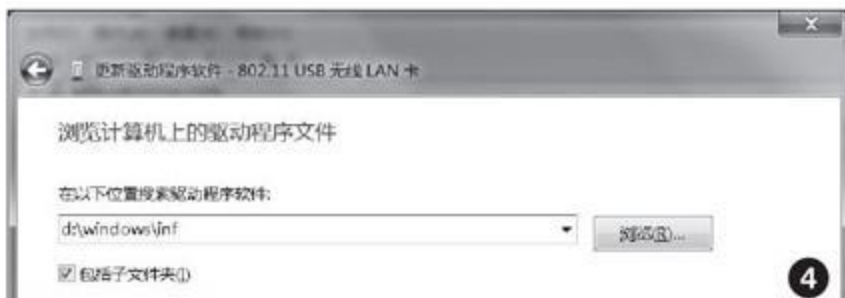 更新驱动程序软件 - 802.11 USB 无线 LAN 卡
浏览计算机上的驱动程序文件
在以下位置搜索驱动程序软件:
d:\windows\inf
浏览(R)...
包括子文件夹(I)
4